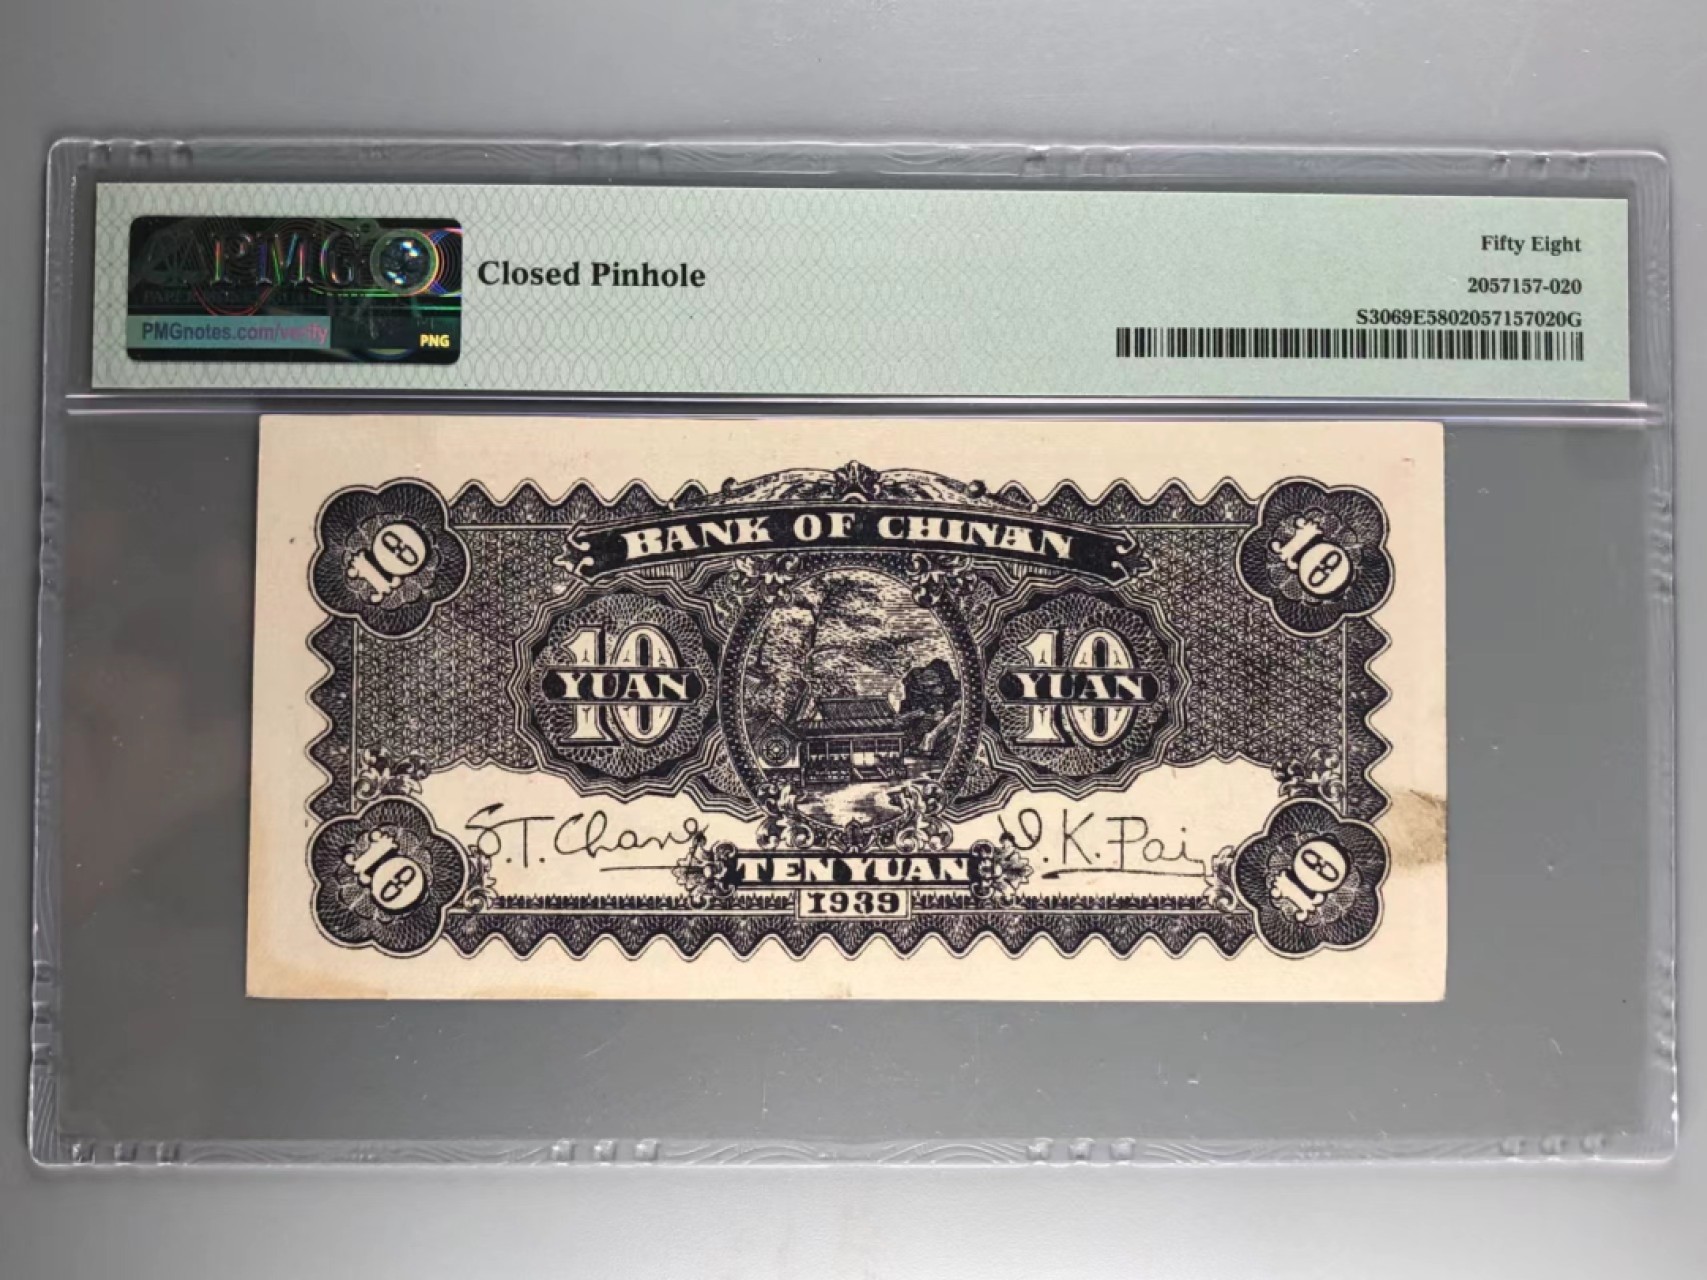 PMG
PMGnotes.com/verify
PNG
Closed Pinhole
Fifty Eight
2057157-020
S3069E5802057157020G
BANK OF CHINAN
10
10
10
YUAN
10
YUAN
S.T. Chang
K. Pai
10
TEN YUAN
10
1939